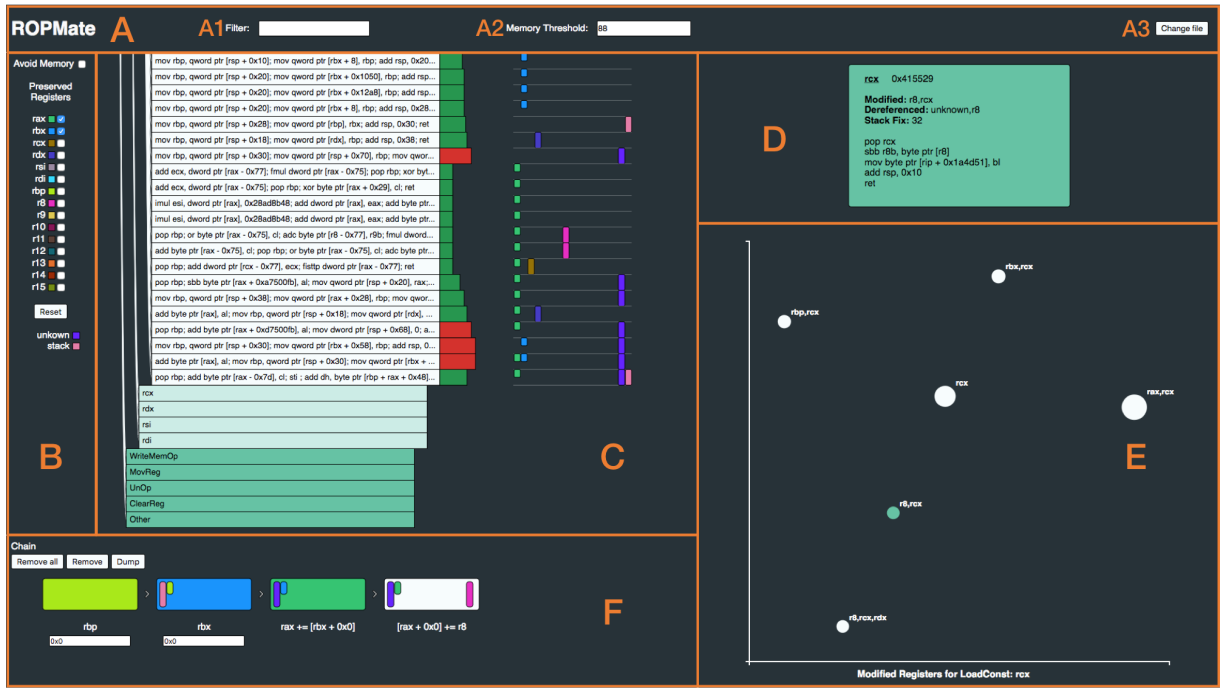 ROPMate
A
A1
Filter:
A2
Memory Threshold:
88
A3
Change file
Avoid Memory
Preserved
Registers
rax
rbx
rcx
rdx
rsi
rdi
rbp
r8
r9
r10
r11
r12
r13
r14
r15
Reset
unkown
stack
B
mov rbp, qword ptr [rsp + 0x10]; mov qword ptr [rbx + 8], rbp; add rsp, 0x20...
mov rbp, qword ptr [rsp + 0x20]; mov qword ptr [rbx + 0x1050], rbp; add rsp...
mov rbp, qword ptr [rsp + 0x20]; mov qword ptr [rbx + 0x12a8], rbp; add rsp...
mov rbp, qword ptr [rsp + 0x20]; mov qword ptr [rbx + 8], rbp; add rsp, 0x28...
mov rbp, qword ptr [rsp + 0x28]; mov qword ptr [rbp], rbx; add rsp, 0x30; ret
mov rbp, qword ptr [rsp + 0x18]; mov qword ptr [rdx], rbp; add rsp, 0x38; ret
mov rbp, qword ptr [rsp + 0x30]; mov qword ptr [rsp + 0x70], rbp; mov qwor...
add ecx, dword ptr [rax - 0x77]; fmul dword ptr [rax - 0x75]; pop rbp; xor byt...
add ecx, dword ptr [rax - 0x75]; pop rbp; xor byte ptr [rax + 0x29], cl; ret
imul esi, dword ptr [rax], 0x28ad8b48; add dword ptr [rax], eax; add byte ptr...
imul esi, dword ptr [rax], 0x28ad8b48; add dword ptr [rax], eax; add byte ptr...
pop rbp; or byte ptr [rax - 0x75], cl; adc byte ptr [r8 - 0x77], r9b; fmul dword...
add byte ptr [rax - 0x75], cl; pop rbp; or byte ptr [rax - 0x75], cl; adc byte ptr...
pop rbp; add dword ptr [rcx - 0x77], ecx; fisttp dword ptr [rax - 0x77]; ret
pop rbp; sbb byte ptr [rax + 0xa7500fb], al; mov qword ptr [rsp + 0x20], rax;...
mov rbp, qword ptr [rsp + 0x38]; mov qword ptr [rax + 0x28], rbp; mov qwor...
add byte ptr [rax], al; mov rbp, qword ptr [rsp + 0x18]; mov qword ptr [rdx], ...
pop rbp; add byte ptr [rax + 0xd7500fb], al; mov dword ptr [rsp + 0x68], 0; a...
mov rbp, qword ptr [rsp + 0x30]; mov qword ptr [rbx + 0x58], rbp; add rsp, 0...
add byte ptr [rax], al; mov rbp, qword ptr [rsp + 0x30]; mov qword ptr [rbx + ...
pop rbp; add byte ptr [rax - 0x7d], cl; sti ; add dh, byte ptr [rbp + rax + 0x48]...
rcx
rdx
rsi
rdi
WriteMemOp
MovReg
UnOp
ClearReg
Other
C
rcx 0x415529
Modified: r8,rcx
Dereferenced: unknown,r8
Stack Fix: 32
pop rcx
sbb r8b, byte ptr [r8]
mov byte ptr [rip + 0x1a4d51], bl
add rsp, 0x10
ret
D
rbx,rcx
rbp,rcx
rcx
rax,rcx
r8,rcx
r8,rcx,rdx
E
Modified Registers for LoadConst: rcx
Chain
Remove all
Remove
Dump
>
>
>
rbp
rbx
rax += [rbx + 0x0]
[rax + 0x0] += r8
0x0
0x0
F